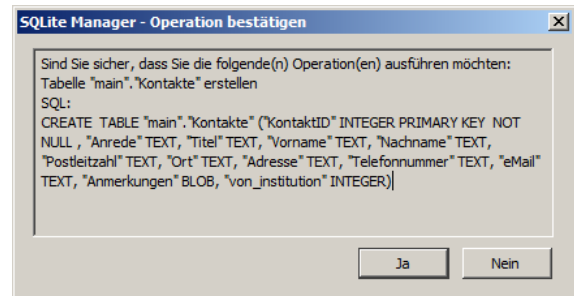 SQLite Manager - Operation bestätigen
Sind Sie sicher, dass Sie die folgende(n) Operation(en) ausführen möchten:
Tabelle "main"."Kontakte" erstellen
SQL:
CREATE TABLE "main"."Kontakte" ("KontaktID" INTEGER PRIMARY KEY NOT
NULL , "Anrede" TEXT, "Titel" TEXT, "Vorname" TEXT, "Nachname" TEXT,
"Postleitzahl" TEXT, "Ort" TEXT, "Adresse" TEXT, "Telefonnummer" TEXT, "eMail"
TEXT, "Anmerkungen" BLOB, "von_institution" INTEGER)
Ja
Nein